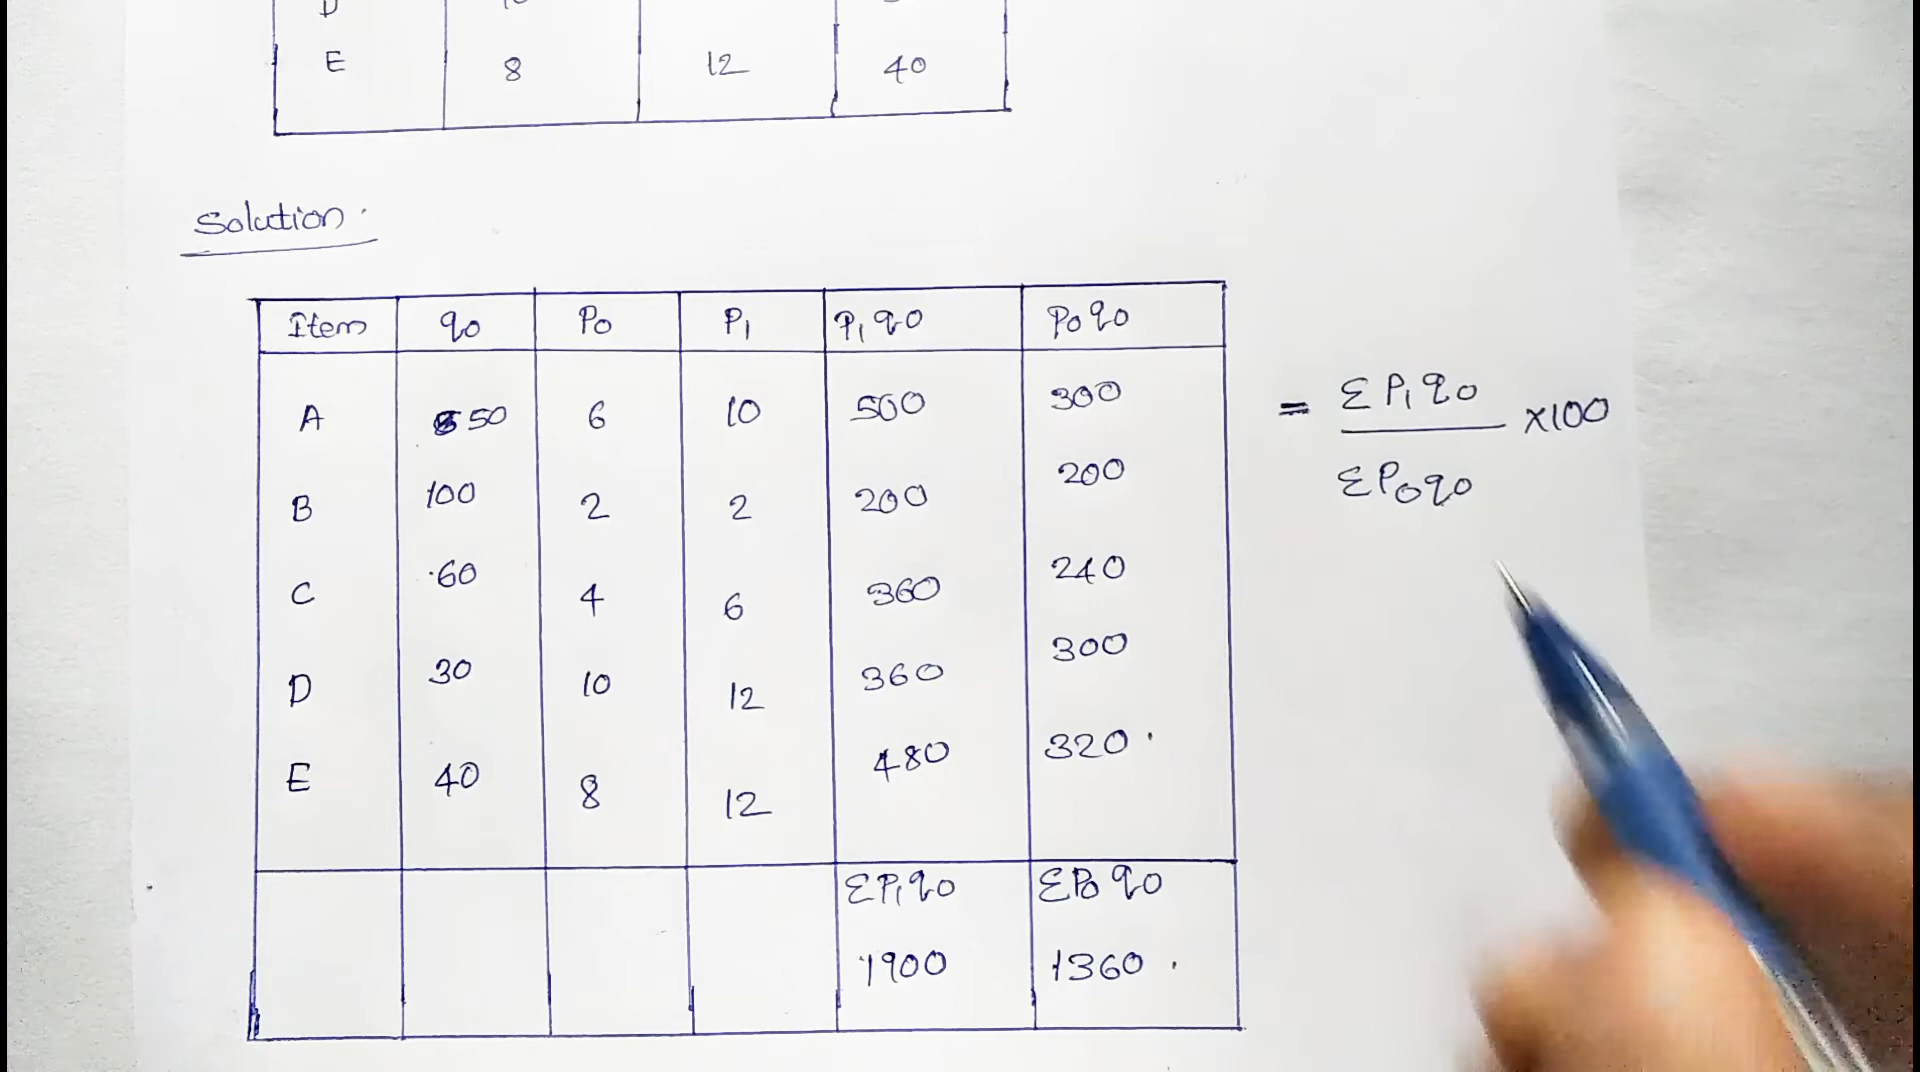 E 8 12 40
Solution.
Item q0 P0 P1 P1q0 P0q0
A 50 6 10 500 300
B 100 2 2 200 200
C 60 4 6 360 240
D 30 10 12 360 300
E 40 8 12 480 320
ΣP1q0 ΣP0q0
1900 1360
= ΣP1q0 / ΣP0q0 ×100